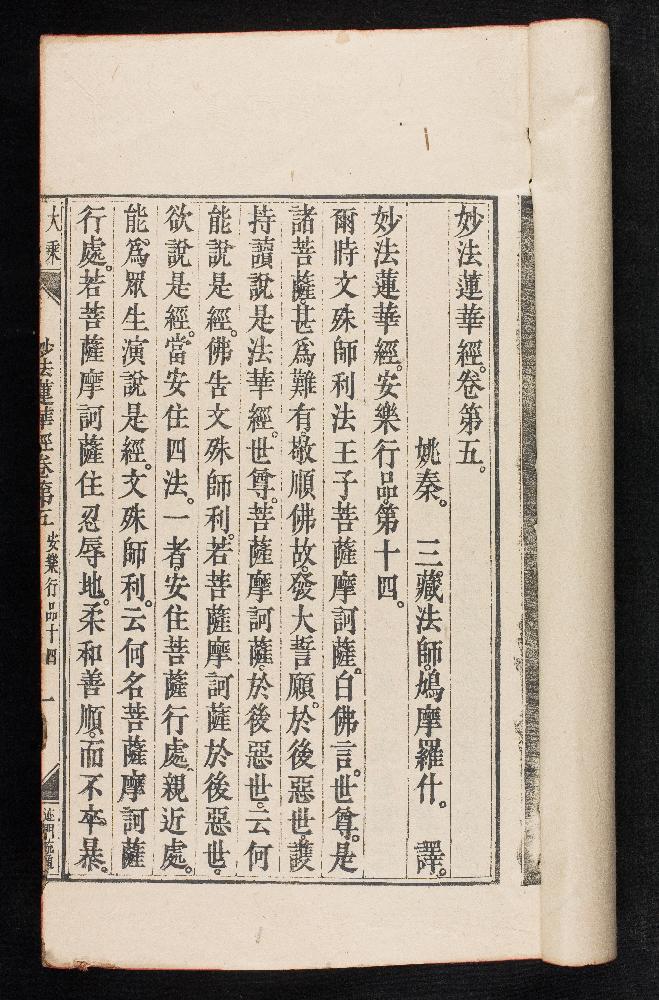 妙法蓮華經。卷第五。
姚秦。 三藏法師。鳩摩羅什。 譯。
妙法蓮華經。安樂行品。第十四。
爾時文殊師利法王子菩薩摩訶薩。白佛言。世尊。是
諸菩薩。甚爲難有。敬順佛故。發大誓願。於後惡世。護
持讀說是法華經。世尊。菩薩摩訶薩。於後惡世。云何
能說是經。佛告文殊師利。若菩薩摩訶薩於後惡世。
欲說是經。當安住四法。一者。安住菩薩行處、親近處。
能爲眾生演說是經。文殊師利。云何名菩薩摩訶薩
行處。若菩薩摩訶薩住忍辱地。柔和善順。而不卒暴。
大乘
妙法蓮華經卷第五 安樂行品十四
一